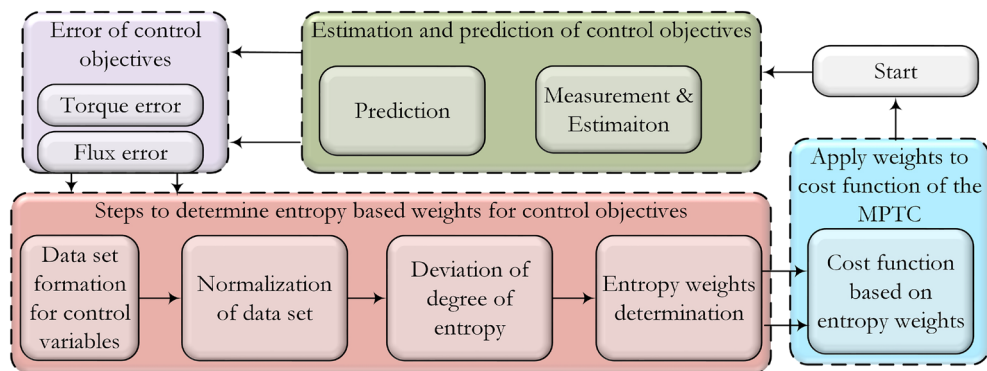 Error of control
objectives
Torque error
Flux error
Estimation and prediction of control objectives
Prediction
Measurement &
Estimaiton
Start
Apply weights to
cost function of the
MPTC
Cost function
based on
entropy weights
Steps to determine entropy based weights for control objectives
Data set
formation
for control
variables
Normalization
of data set
Deviation of
degree of
entropy
Entropy weights
determination